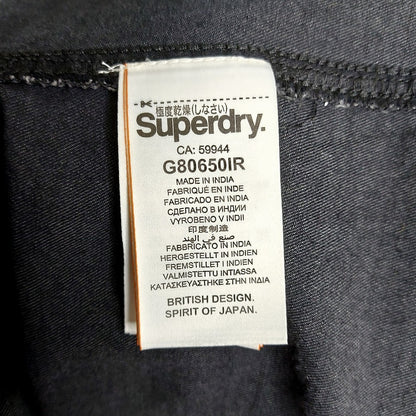 極度乾燥(しなさい)
Superdry.
CA: 59944
G80650IR
MADE IN INDIA
FABRIQUÉ EN INDE
FABRICADO EN INDIA
СДЕЛАНО В ИНДИИ
VYROBENO V INDII
印度制造
صنع في الهند
FABBRICATO IN INDIA
HERGESTELLT IN INDIEN
FREMSTILLET I INDIEN
VALMISTETTU INTIASSA
ΚΑΤΑΣΚΕΥΑΣΤΗΚΕ ΣΤΗΝ INDIA
BRITISH DESIGN.
SPIRIT OF JAPAN.